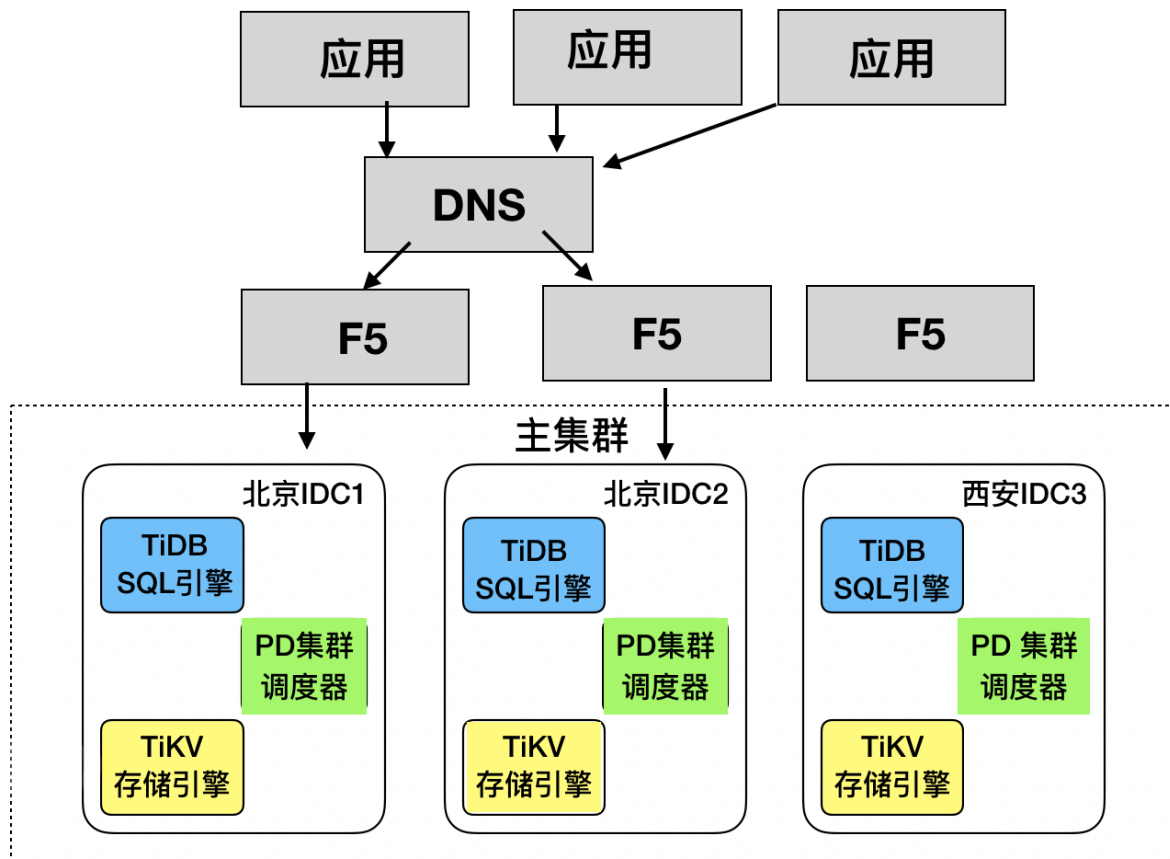 应用
应用
应用
DNS
F5
F5
F5
主集群
北京IDC1
TiDB
SQL引擎
PD集群
调度器
TiKV
存储引擎
北京IDC2
TiDB
SQL引擎
PD集群
调度器
TiKV
存储引擎
西安IDC3
TiDB
SQL引擎
PD 集群
调度器
TiKV
存储引擎